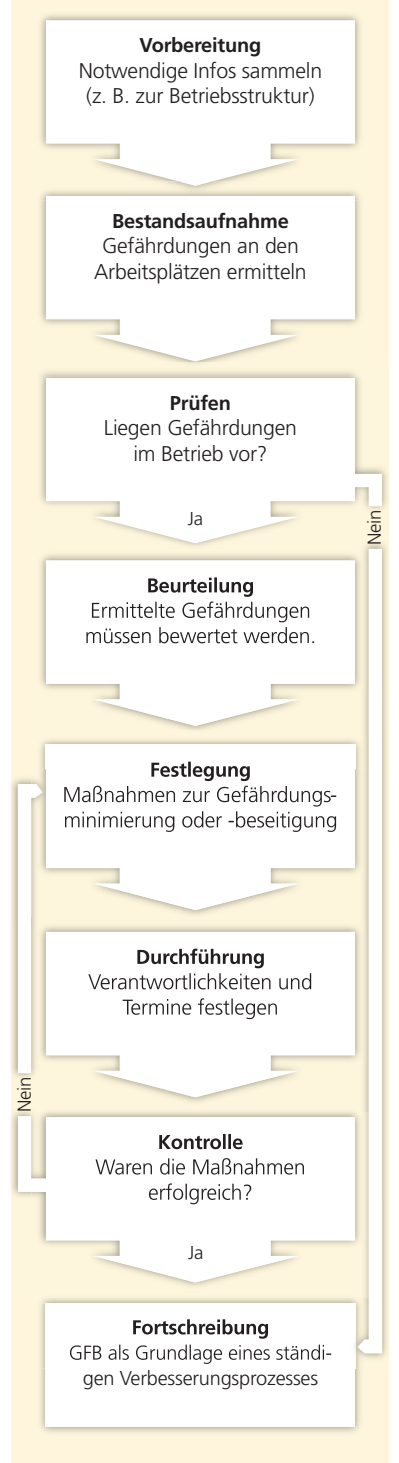 Vorbereitung
Notwendige Infos sammeln
(z. B. zur Betriebsstruktur)
Bestandsaufnahme
Gefährdungen an den
Arbeitsplätzen ermitteln
Prüfen
Liegen Gefährdungen
im Betrieb vor?
Ja
Nein
Beurteilung
Ermittelte Gefährdungen
müssen bewertet werden.
Festlegung
Maßnahmen zur Gefährdungs-
minimierung oder -beseitigung
Durchführung
Verantwortlichkeiten und
Termine festlegen
Nein
Kontrolle
Waren die Maßnahmen
erfolgreich?
Ja
Fortschreibung
GFB als Grundlage eines ständi-
gen Verbesserungsprozesses